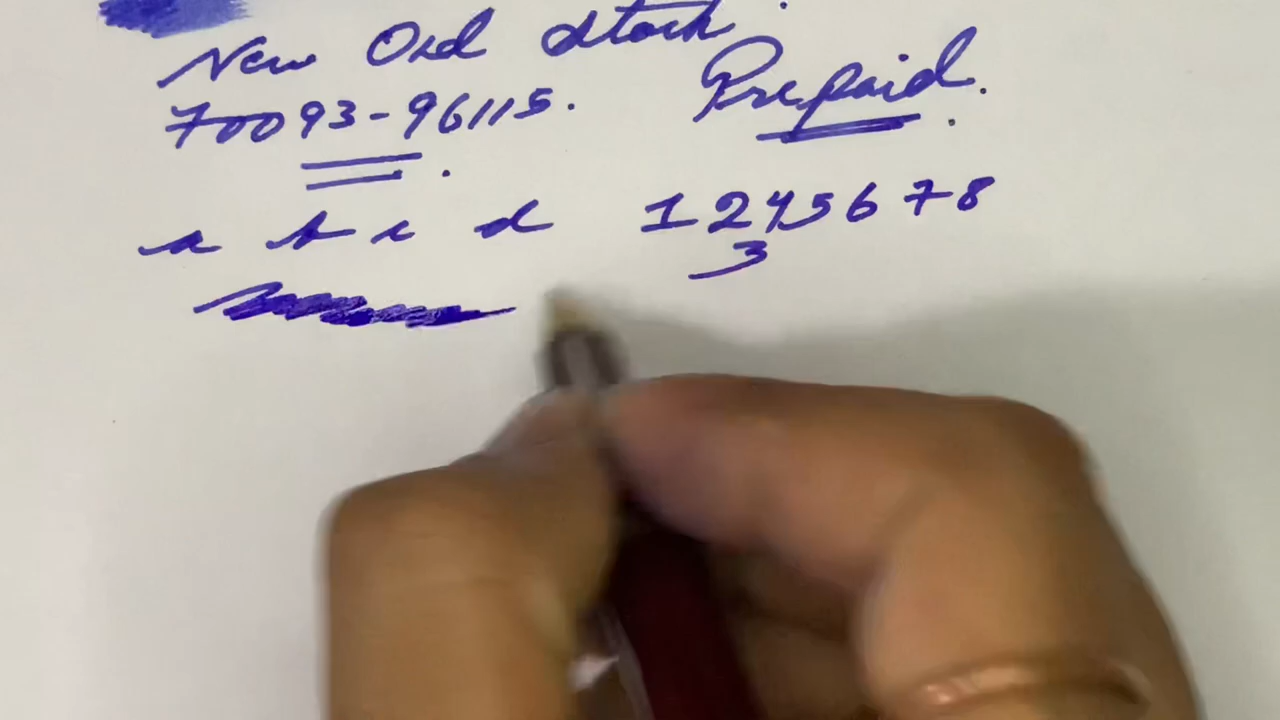 New Old Stock
Prepaid.
70093-96115.
a b c d 1 2 4 5 6 7 8
3